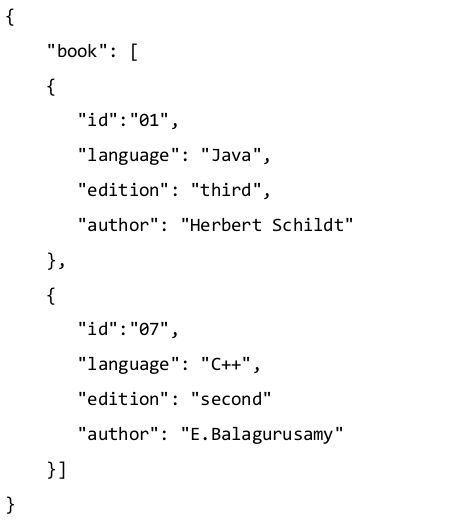 {
    "book": [
    {
       "id":"01",
       "language": "Java",
       "edition": "third",
       "author": "Herbert Schildt"
    },
    {
       "id":"07",
       "language": "C++",
       "edition": "second"
       "author": "E.Balagurusamy"
    }]
}